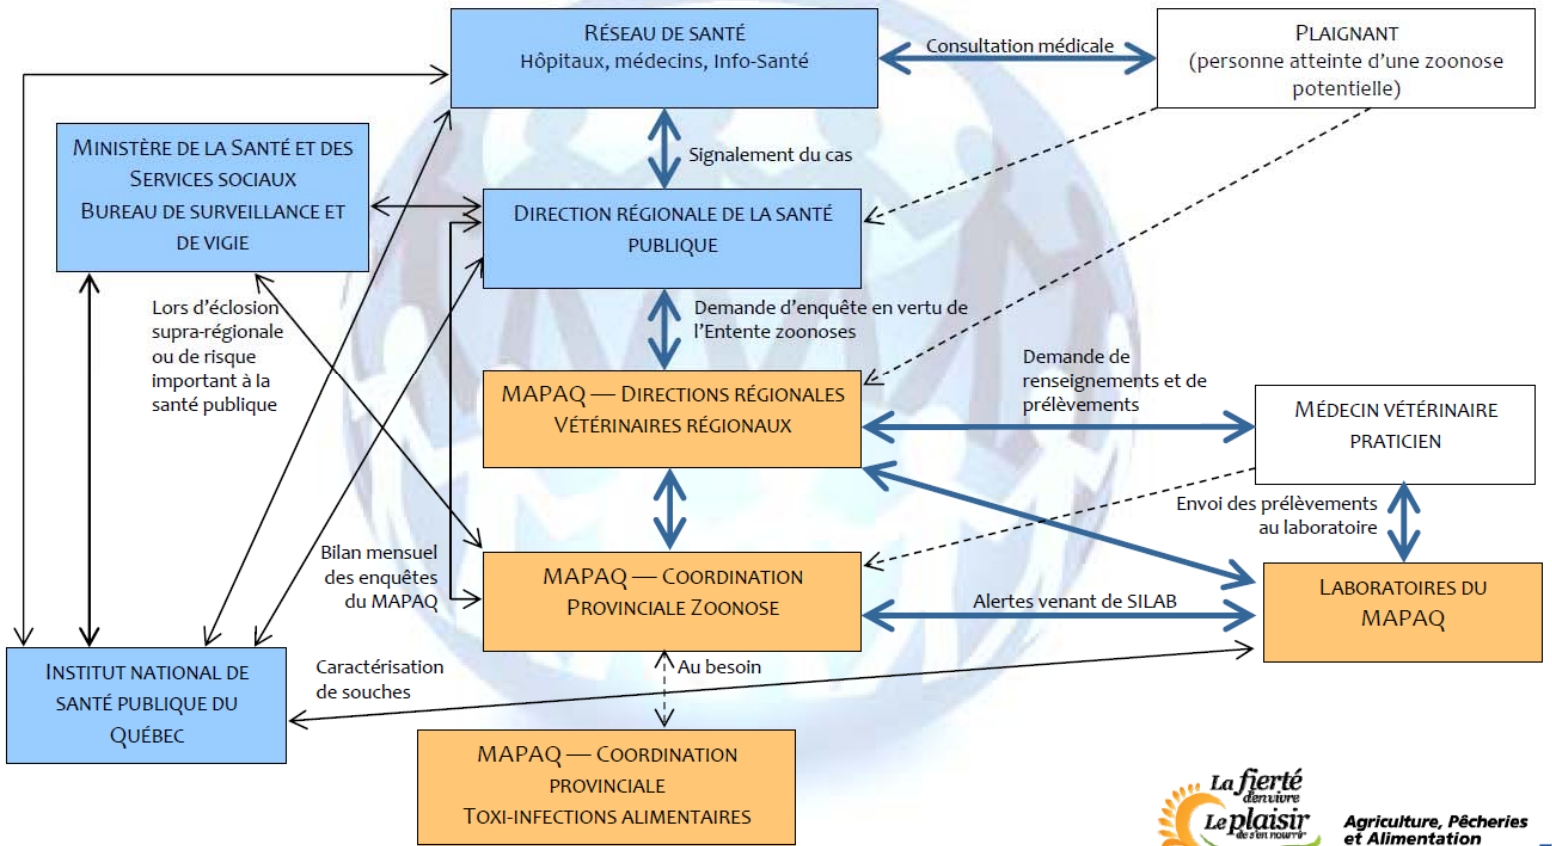 RÉSEAU DE SANTÉ
Hôpitaux, médecins, Info-Santé
Consultation médicale
PLAIGNANT
(personne atteinte d'une zoonose
potentielle)
MINISTÈRE DE LA SANTÉ ET DES
SERVICES SOCIAUX
BUREAU DE SURVEILLANCE ET
DE VIGIE
Signalement du cas
DIRECTION RÉGIONALE DE LA SANTÉ
PUBLIQUE
Lors d'éclosion
supra-régionale
ou de risque
important à la
santé publique
Demande d'enquête en vertu de
l'Entente zoonoses
MAPAQ — DIRECTIONS RÉGIONALES
VÉTÉRINAIRES RÉGIONAUX
Demande de
renseignements et de
prélèvements
MÉDECIN VÉTÉRINAIRE
PRATICIEN
Envoi des prélèvements
au laboratoire
Bilan mensuel
des enquêtes
du MAPAQ
MAPAQ — COORDINATION
PROVINCIALE ZOONOSE
Alertes venant de SILAB
LABORATOIRES DU
MAPAQ
INSTITUT NATIONAL DE
SANTÉ PUBLIQUE DU
QUÉBEC
Caractérisation
de souches
Au besoin
MAPAQ — COORDINATION
PROVINCIALE
TOXI-INFECTIONS ALIMENTAIRES
La fierté
d'en vivre
Le plaisir
de s'en nourrir
Agriculture, Pêcheries
et Alimentation